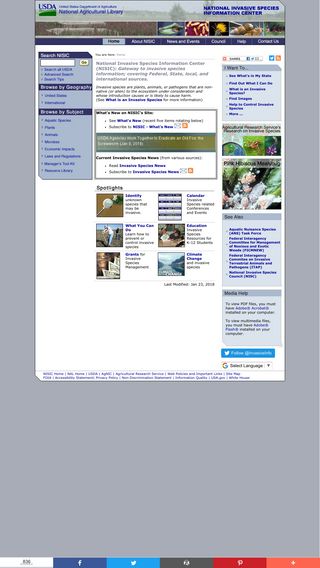 USDA United States Department of Agriculture
National Agricultural Library
NATIONAL INVASIVE SPECIES
INFORMATION CENTER
Home
About NISIC
News and Events
Council
Help
Contact Us
Search NISIC
Go
Search all USDA
Advanced Search
Search Tips
Browse by Geography
United States
International
Browse by Subject
Aquatic Species
Plants
Animals
Microbes
Economic Impacts
Laws and Regulations
Manager's Tool Kit
Resource Library
You are here: Home
National Invasive Species Information Center
(NISIC): Gateway to invasive species
information; covering Federal, State, local, and
international sources.
Invasive species are plants, animals, or pathogens that are non-
native (or alien) to the ecosystem under consideration and
whose introduction causes or is likely to cause harm.
(See What is an Invasive Species? for more information)
What's New on NISIC's Site:
See What's New (recent five items rotating below)
Subscribe to NISIC - What's New
USDA Agencies Work Together to Eradicate an Old Foe the
Screwworm (Jan 8, 2018)
Current Invasive Species News (from various sources):
Read Invasive Species News
Subscribe to Invasive Species News
Spotlights
Identify
unknown
species that
may be
invasive
Calendar
Invasive Species-
related
Conferences
and Events
What You Can
Do
Learn how to
prevent or
control invasive
species
Education
Invasive
Species
Resources for
K-12 Students
Grants for
Invasive
Species
Management
Climate
Change
and invasive
species
Last Modified: Jan 23, 2018
SHARE
I Want To...
See What's in My State
Find Out What I Can Do
What is an Invasive
Species?
Find Images
Help to Control Invasive
Species
More ...
Agricultural Research Service's
Research on Invasive Species
Pink Hibiscus Mealybug
See Also
Aquatic Nuisance Species
(ANS) Task Force
Federal Interagency
Committee for Management
of Noxious and Exotic
Weeds (FICMNEW)
Federal Interagency
Committee on Invasive
Terrestrial Animals and
Pathogens (ITAP)
National Invasive Species
Council (NISC)
Media Help
To view PDF files, you must
have Adobe® Acrobat®
installed on your computer.
To view multimedia files,
you must have Adobe®
Flash® installed on your
computer.
Follow @InvasiveInfo
Select Language
NISIC Home | NAL Home | USDA | AgNIC | Agricultural Research Service | Web Policies and Important Links | Site Map
FOIA | Accessibility Statement | Privacy Policy | Non-Discrimination Statement | Information Quality | USA.gov | White House
836